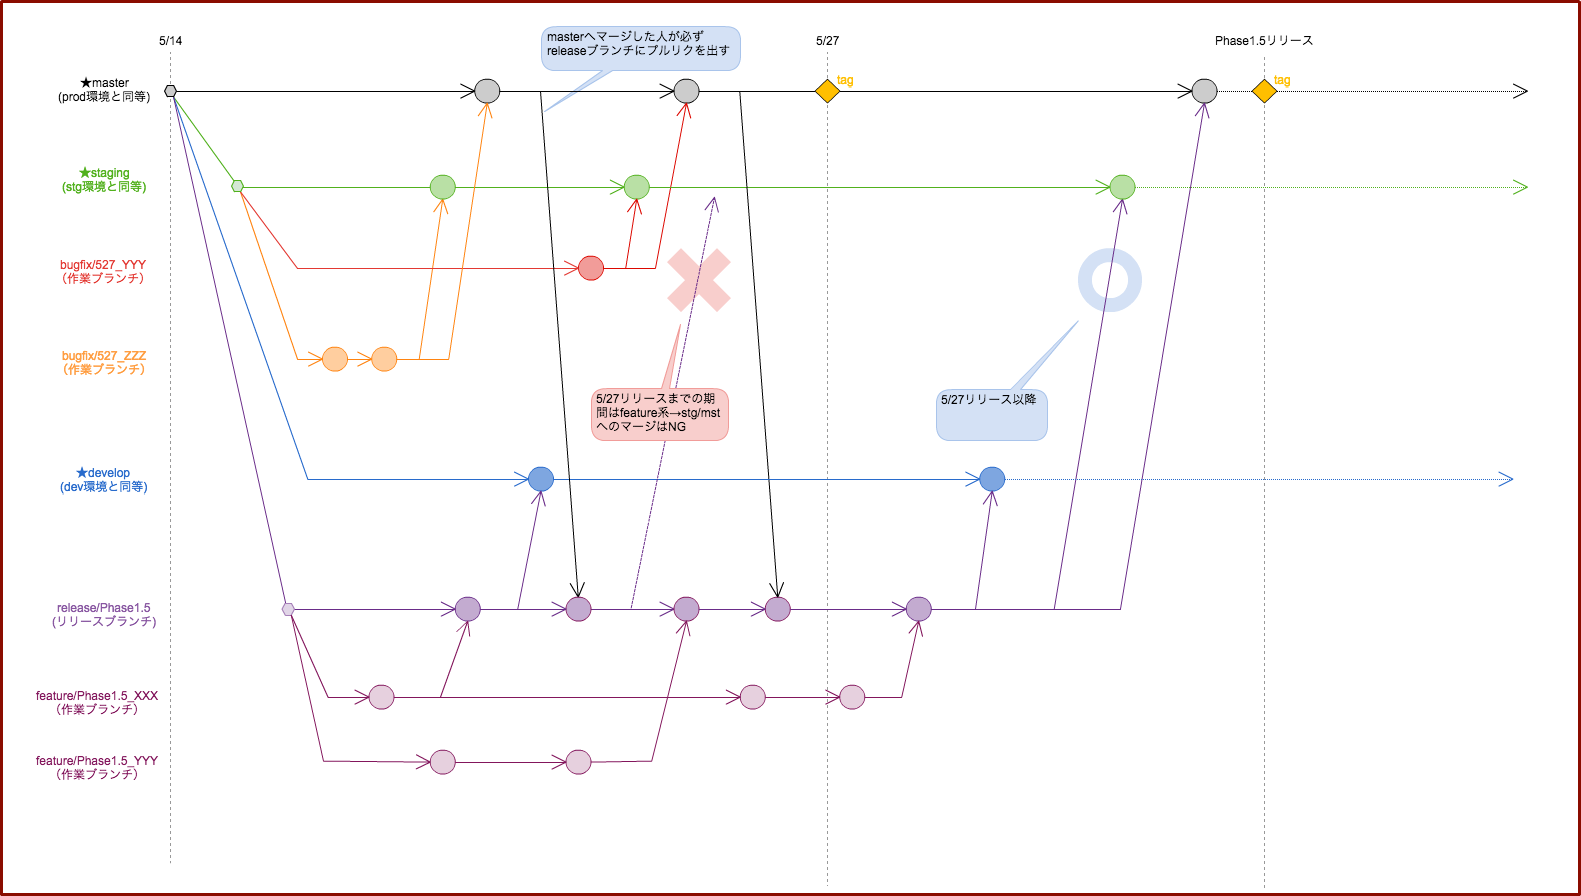 5/14
masterへマージした人が必ず
releaseブランチにプルリクを出す
5/27
Phase1.5リリース
★master
(prod環境と同等)
tag
tag
★staging
(stg環境と同等)
bugfix/527_YYY
（作業ブランチ）
bugfix/527_ZZZ
（作業ブランチ）
5/27リリースまでの期
間はfeature系→stg/mst
へのマージはNG
5/27リリース以降
★develop
(dev環境と同等)
release/Phase1.5
(リリースブランチ)
feature/Phase1.5_XXX
（作業ブランチ）
feature/Phase1.5_YYY
（作業ブランチ）